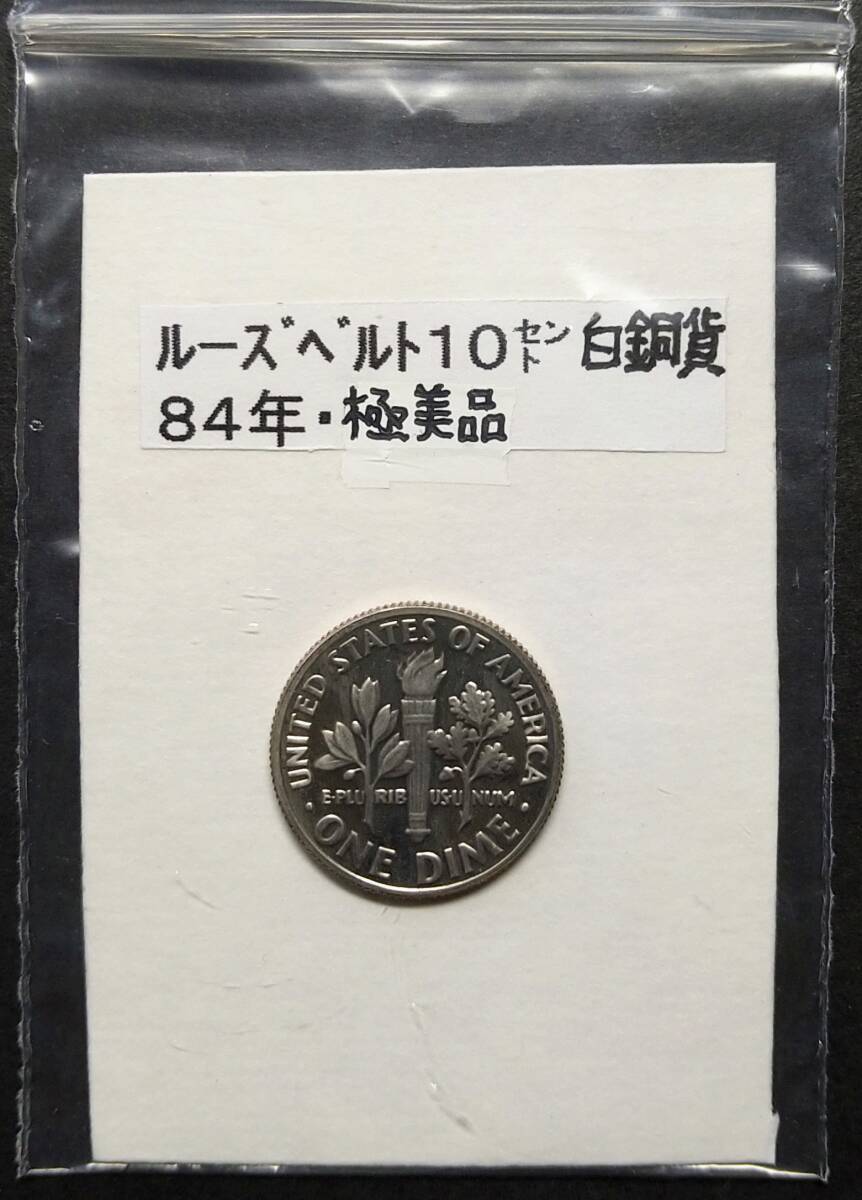 ルーズベルト10セント 白銅貨
84年・極美品
UNITED STATES OF AMERICA
E·PLURIBUS·UNUM
· ONE DIME ·